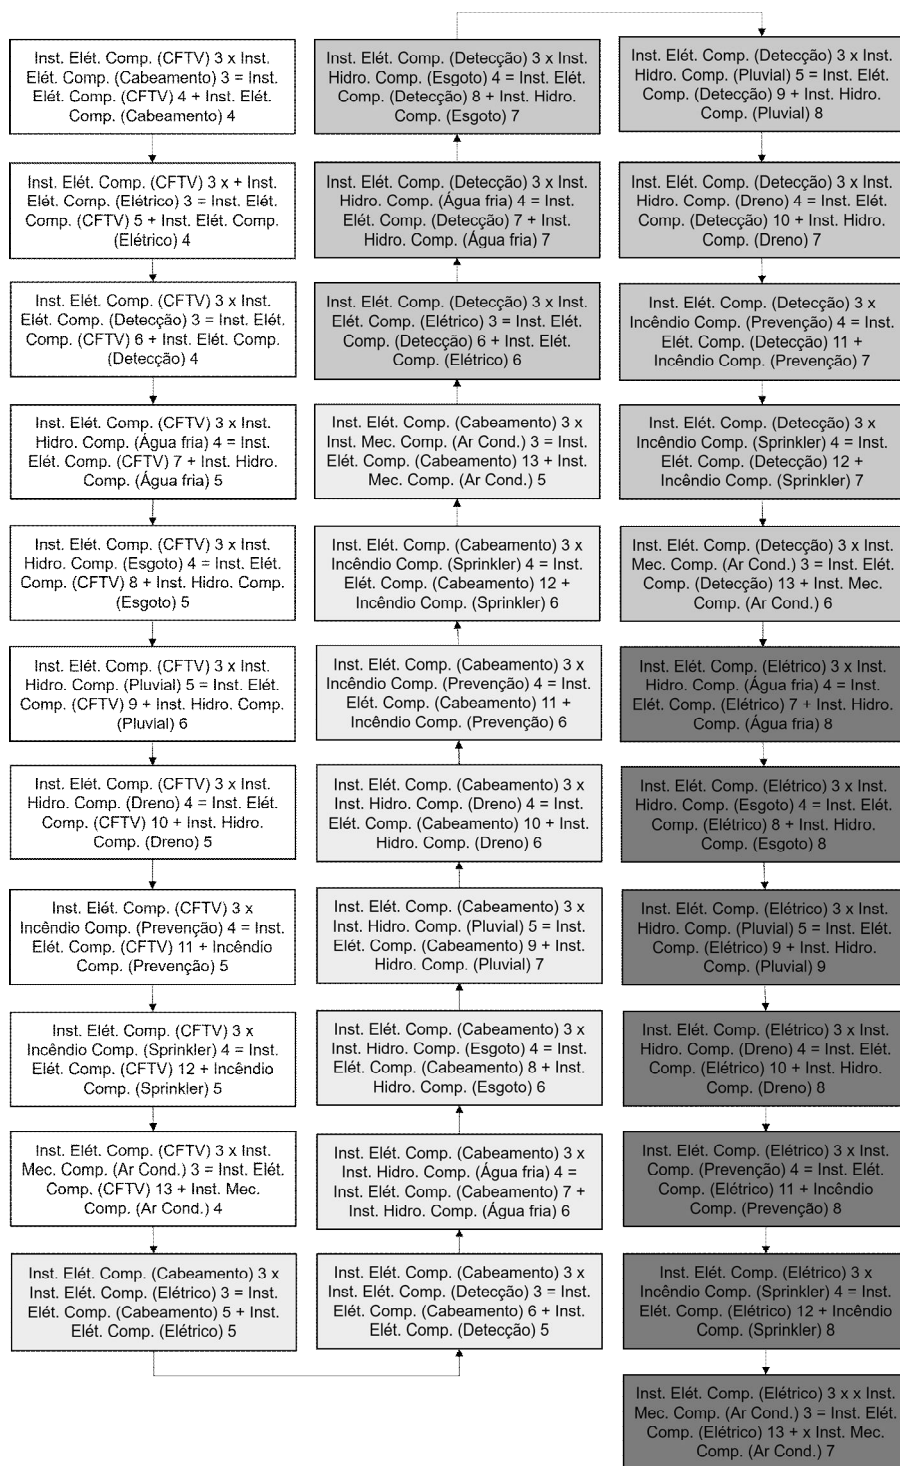 Inst. Elét. Comp. (CFTV) 3 x Inst.
Elét. Comp. (Cabeamento) 3 = Inst.
Elét. Comp. (CFTV) 4 + Inst. Elét.
Comp. (Cabeamento) 4
Inst. Elét. Comp. (CFTV) 3 x + Inst.
Elét. Comp. (Elétrico) 3 = Inst. Elét.
Comp. (CFTV) 5 + Inst. Elét. Comp.
(Elétrico) 4
Inst. Elét. Comp. (CFTV) 3 x Inst.
Elét. Comp. (Detecção) 3 = Inst. Elét.
Comp. (CFTV) 6 + Inst. Elét. Comp.
(Detecção) 4
Inst. Elét. Comp. (CFTV) 3 x Inst.
Hidro. Comp. (Água fria) 4 = Inst.
Elét. Comp. (CFTV) 7 + Inst. Hidro.
Comp. (Água fria) 5
Inst. Elét. Comp. (CFTV) 3 x Inst.
Hidro. Comp. (Esgoto) 4 = Inst. Elét.
Comp. (CFTV) 8 + Inst. Hidro. Comp.
(Esgoto) 5
Inst. Elét. Comp. (CFTV) 3 x Inst.
Hidro. Comp. (Pluvial) 5 = Inst. Elét.
Comp. (CFTV) 9 + Inst. Hidro. Comp.
(Pluvial) 6
Inst. Elét. Comp. (CFTV) 3 x Inst.
Hidro. Comp. (Dreno) 4 = Inst. Elét.
Comp. (CFTV) 10 + Inst. Hidro.
Comp. (Dreno) 5
Inst. Elét. Comp. (CFTV) 3 x
Incêndio Comp. (Prevenção) 4 = Inst.
Elét. Comp. (CFTV) 11 + Incêndio
Comp. (Prevenção) 5
Inst. Elét. Comp. (CFTV) 3 x
Incêndio Comp. (Sprinkler) 4 = Inst.
Elét. Comp. (CFTV) 12 + Incêndio
Comp. (Sprinkler) 5
Inst. Elét. Comp. (CFTV) 3 x Inst.
Mec. Comp. (Ar Cond.) 3 = Inst. Elét.
Comp. (CFTV) 13 + Inst. Mec.
Comp. (Ar Cond.) 4
Inst. Elét. Comp. (Cabeamento) 3 x
Inst. Elét. Comp. (Elétrico) 3 = Inst.
Elét. Comp. (Cabeamento) 5 + Inst.
Elét. Comp. (Elétrico) 5
Inst. Elét. Comp. (Cabeamento) 3 x
Inst. Elét. Comp. (Detecção) 3 = Inst.
Elét. Comp. (Cabeamento) 6 + Inst.
Elét. Comp. (Detecção) 5
Inst. Elét. Comp. (Cabeamento) 3 x
Inst. Hidro. Comp. (Água fria) 4 =
Inst. Elét. Comp. (Cabeamento) 7 +
Inst. Hidro. Comp. (Água fria) 6
Inst. Elét. Comp. (Cabeamento) 3 x
Inst. Hidro. Comp. (Esgoto) 4 = Inst.
Elét. Comp. (Cabeamento) 8 + Inst.
Hidro. Comp. (Esgoto) 6
Inst. Elét. Comp. (Cabeamento) 3 x
Inst. Hidro. Comp. (Pluvial) 5 = Inst.
Elét. Comp. (Cabeamento) 9 + Inst.
Hidro. Comp. (Pluvial) 7
Inst. Elét. Comp. (Cabeamento) 3 x
Inst. Hidro. Comp. (Dreno) 4 = Inst.
Elét. Comp. (Cabeamento) 10 + Inst.
Hidro. Comp. (Dreno) 6
Inst. Elét. Comp. (Cabeamento) 3 x
Incêndio Comp. (Prevenção) 4 = Inst.
Elét. Comp. (Cabeamento) 11 +
Incêndio Comp. (Prevenção) 6
Inst. Elét. Comp. (Cabeamento) 3 x
Incêndio Comp. (Sprinkler) 4 = Inst.
Elét. Comp. (Cabeamento) 12 +
Incêndio Comp. (Sprinkler) 6
Inst. Elét. Comp. (Cabeamento) 3 x
Inst. Mec. Comp. (Ar Cond.) 3 = Inst.
Elét. Comp. (Cabeamento) 13 + Inst.
Mec. Comp. (Ar Cond.) 5
Inst. Elét. Comp. (Detecção) 3 x Inst.
Elét. Comp. (Elétrico) 3 = Inst. Elét.
Comp. (Detecção) 6 + Inst. Elét.
Comp. (Elétrico) 6
Inst. Elét. Comp. (Detecção) 3 x Inst.
Hidro. Comp. (Água fria) 4 = Inst.
Elét. Comp. (Detecção) 7 + Inst.
Hidro. Comp. (Água fria) 7
Inst. Elét. Comp. (Detecção) 3 x Inst.
Hidro. Comp. (Esgoto) 4 = Inst. Elét.
Comp. (Detecção) 8 + Inst. Hidro.
Comp. (Esgoto) 7
Inst. Elét. Comp. (Detecção) 3 x Inst.
Hidro. Comp. (Pluvial) 5 = Inst. Elét.
Comp. (Detecção) 9 + Inst. Hidro.
Comp. (Pluvial) 8
Inst. Elét. Comp. (Detecção) 3 x Inst.
Hidro. Comp. (Dreno) 4 = Inst. Elét.
Comp. (Detecção) 10 + Inst. Hidro.
Comp. (Dreno) 7
Inst. Elét. Comp. (Detecção) 3 x
Incêndio Comp. (Prevenção) 4 = Inst.
Elét. Comp. (Detecção) 11 +
Incêndio Comp. (Prevenção) 7
Inst. Elét. Comp. (Detecção) 3 x
Incêndio Comp. (Sprinkler) 4 = Inst.
Elét. Comp. (Detecção) 12 +
Incêndio Comp. (Sprinkler) 7
Inst. Elét. Comp. (Detecção) 3 x Inst.
Mec. Comp. (Ar Cond.) 3 = Inst. Elét.
Comp. (Detecção) 13 + Inst. Mec.
Comp. (Ar Cond.) 6
Inst. Elét. Comp. (Elétrico) 3 x Inst.
Hidro. Comp. (Água fria) 4 = Inst.
Elét. Comp. (Elétrico) 7 + Inst. Hidro.
Comp. (Água fria) 8
Inst. Elét. Comp. (Elétrico) 3 x Inst.
Hidro. Comp. (Esgoto) 4 = Inst. Elét.
Comp. (Elétrico) 8 + Inst. Hidro.
Comp. (Esgoto) 8
Inst. Elét. Comp. (Elétrico) 3 x Inst.
Hidro. Comp. (Pluvial) 5 = Inst. Elét.
Comp. (Elétrico) 9 + Inst. Hidro.
Comp. (Pluvial) 9
Inst. Elét. Comp. (Elétrico) 3 x Inst.
Hidro. Comp. (Dreno) 4 = Inst. Elét.
Comp. (Elétrico) 10 + Inst. Hidro.
Comp. (Dreno) 8
Inst. Elét. Comp. (Elétrico) 3 x Inst.
Comp. (Prevenção) 4 = Inst. Elét.
Comp. (Elétrico) 11 + Incêndio
Comp. (Prevenção) 8
Inst. Elét. Comp. (Elétrico) 3 x
Incêndio Comp. (Sprinkler) 4 = Inst.
Elét. Comp. (Elétrico) 12 + Incêndio
Comp. (Sprinkler) 8
Inst. Elét. Comp. (Elétrico) 3 x x Inst.
Mec. Comp. (Ar Cond.) 3 = Inst. Elét.
Comp. (Elétrico) 13 + x Inst. Mec.
Comp. (Ar Cond.) 7